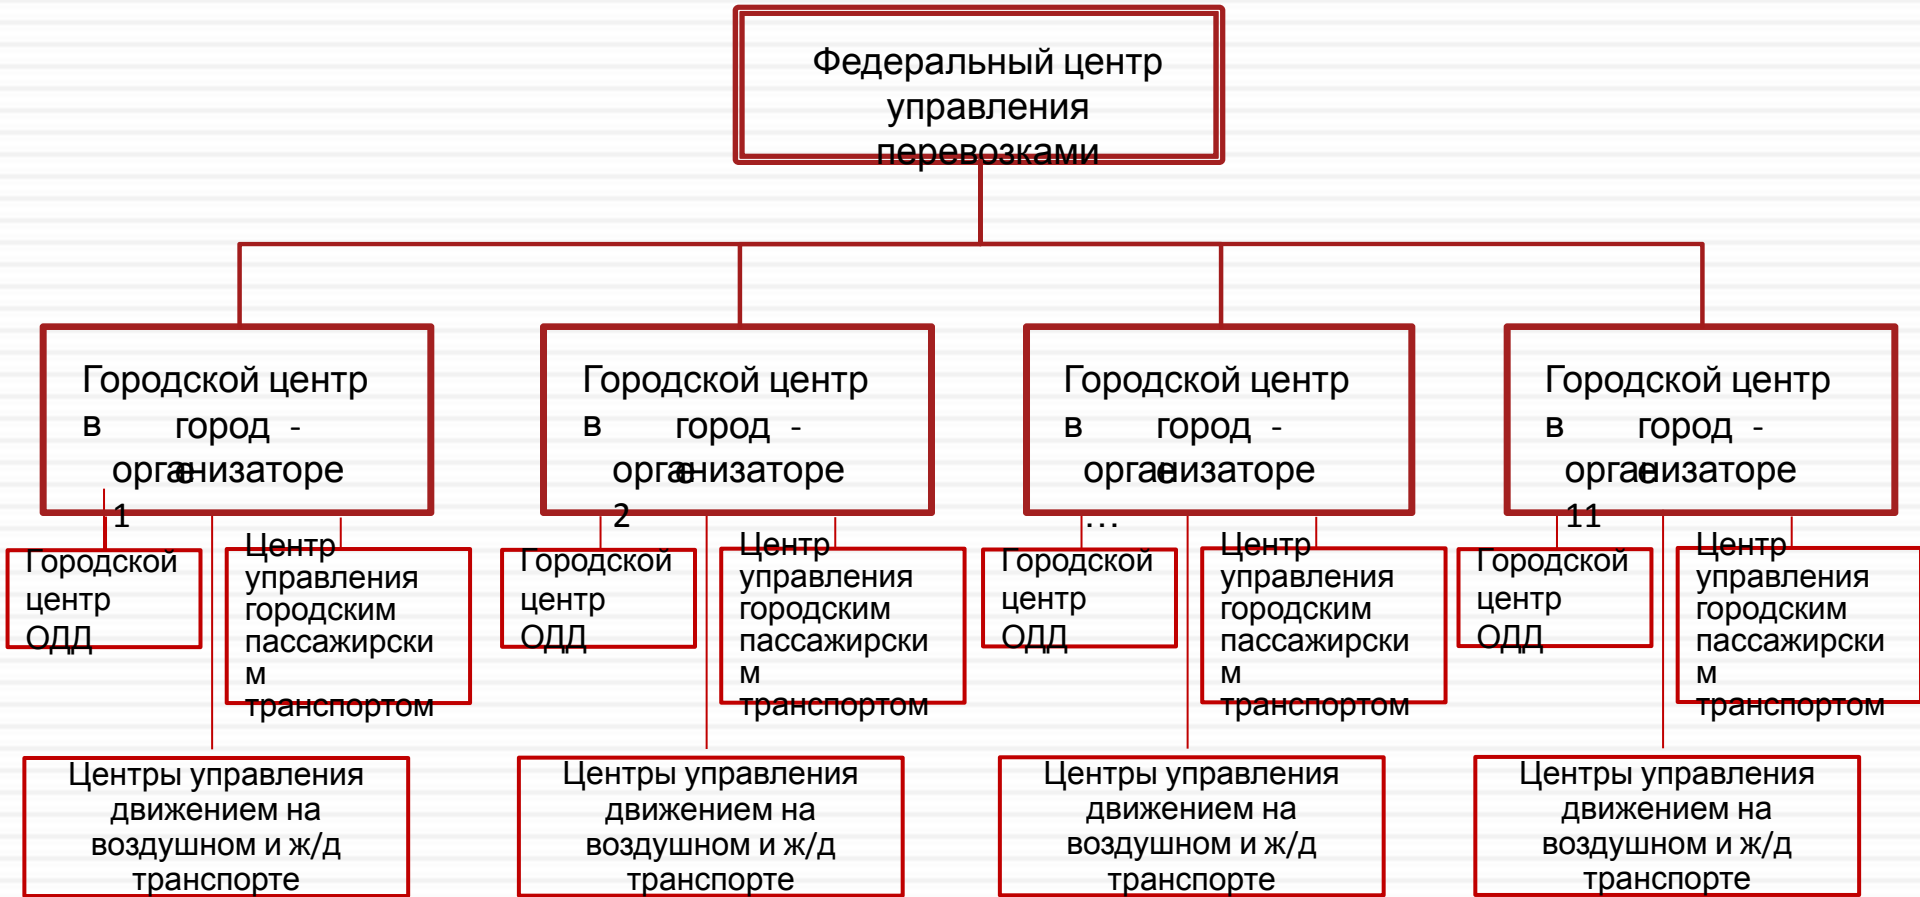 Федеральный центр
управления
перевозками
Городской центр
в город -
е
организаторе
1
Городской центр
в город -
е
организаторе
2
Городской центр
в город -
е
организаторе
…
Городской центр
в город -
е
организаторе
11
Городской
центр
ОДД
Центр
управления
городским
пассажирски
м
транспортом
Городской
центр
ОДД
Центр
управления
городским
пассажирски
м
транспортом
Городской
центр
ОДД
Центр
управления
городским
пассажирски
м
транспортом
Городской
центр
ОДД
Центр
управления
городским
пассажирски
м
транспортом
Центры управления
движением на
воздушном и ж/д
транспорте
Центры управления
движением на
воздушном и ж/д
транспорте
Центры управления
движением на
воздушном и ж/д
транспорте
Центры управления
движением на
воздушном и ж/д
транспорте